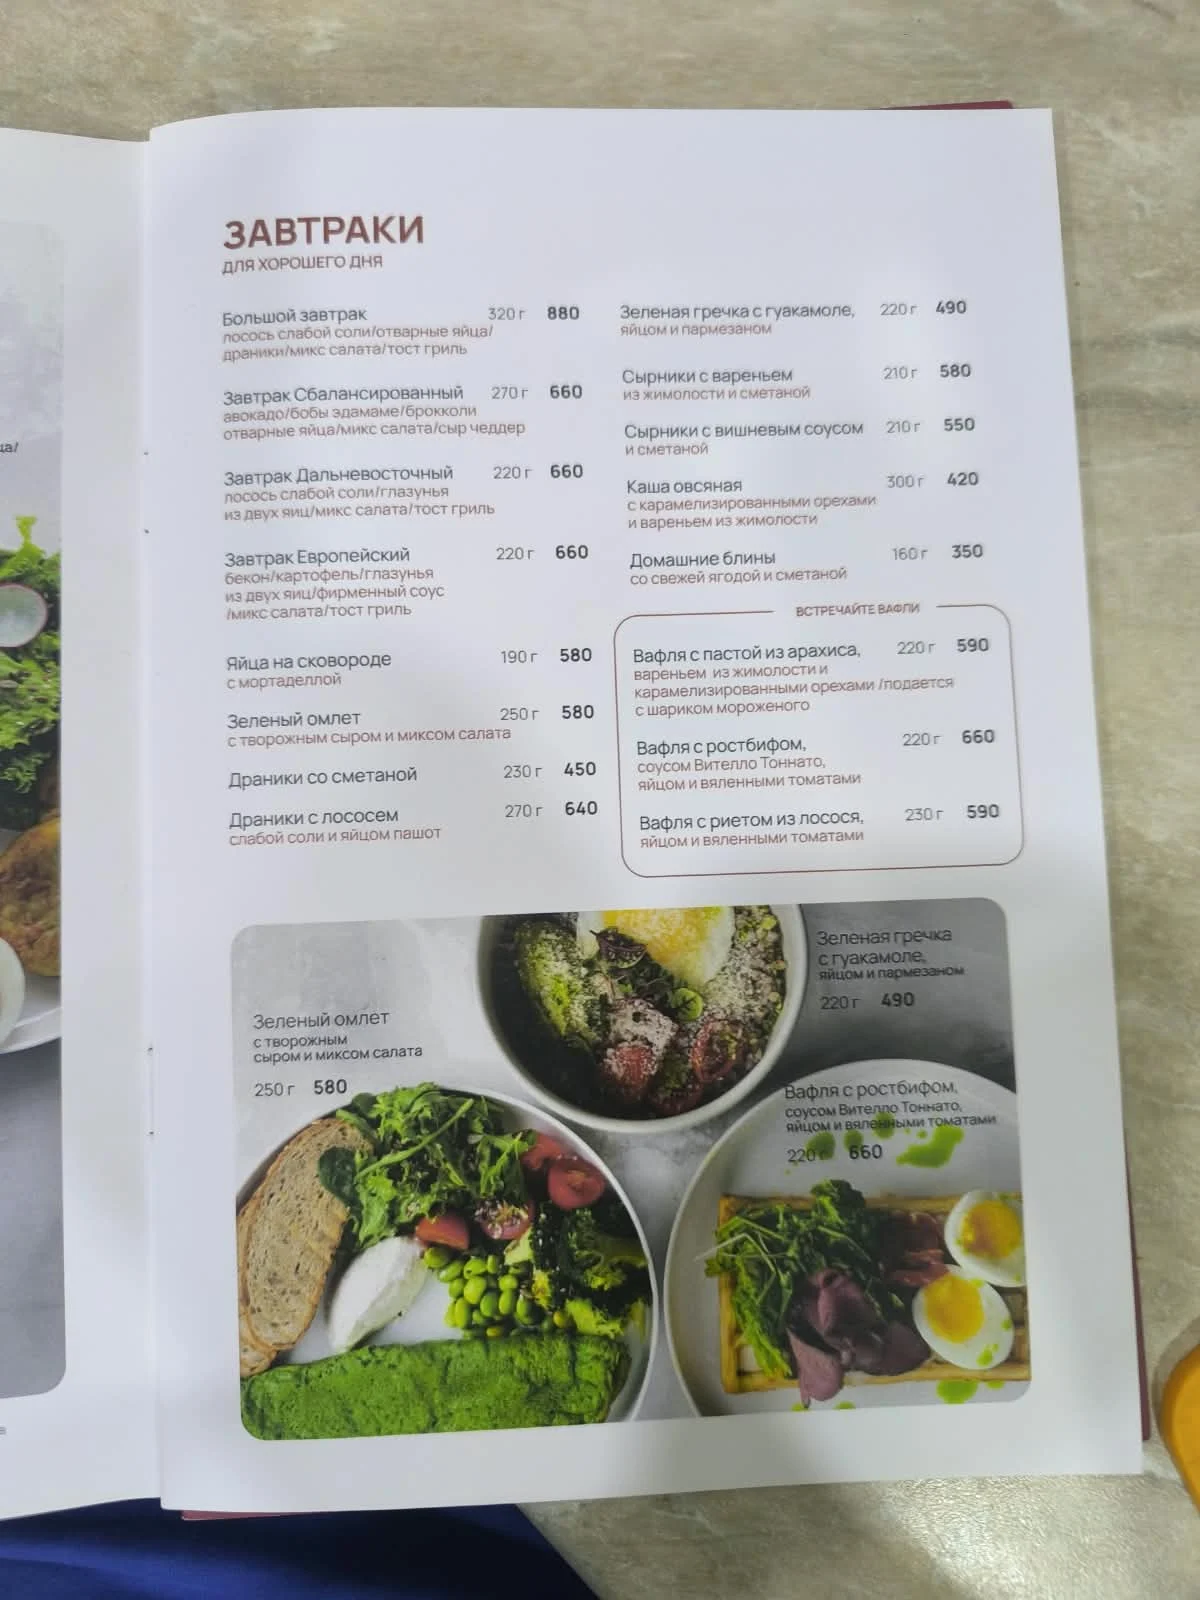 ца/
ЗАВТРАКИ
ДЛЯ ХОРОШЕГО ДНЯ
Большой завтрак 320 г 880
лосось слабой соли/отварные яйца/
драники/микс салата/тост гриль
Завтрак Сбалансированный 270 г 660
авокадо/бобы эдамаме/брокколи
отварные яйца/микс салата/сыр чеддер
Завтрак Дальневосточный 220 г 660
лосось слабой соли/глазунья
из двух яиц/микс салата/тост гриль
Завтрак Европейский 220 г 660
бекон/картофель/глазунья
из двух яиц/фирменный соус
/микс салата/тост гриль
Яйца на сковороде 190 г 580
с мортаделлой
Зеленый омлет 250 г 580
с творожным сыром и миксом салата
Драники со сметаной 230 г 450
Драники с лососем 270 г 640
слабой соли и яйцом пашот
Зеленая гречка с гуакамоле, 220 г 490
яйцом и пармезаном
Сырники с вареньем 210 г 580
из жимолости и сметаной
Сырники с вишневым соусом 210 г 550
и сметаной
Каша овсяная 300 г 420
с карамелизированными орехами
и вареньем из жимолости
Домашние блины 160 г 350
со свежей ягодой и сметаной
ВСТРЕЧАЙТЕ ВАФЛИ
Вафля с пастой из арахиса, 220 г 590
вареньем из жимолости и
карамелизированными орехами /подается
с шариком мороженого
Вафля с ростбифом, 220 г 660
соусом Вителло Тоннато,
яйцом и вяленными томатами
Вафля с риетом из лосося, 230 г 590
яйцом и вяленными томатами
Зеленая гречка
с гуакамоле,
яйцом и пармезаном
220 г 490
Зеленый омлет
с творожным
сыром и миксом салата
250 г 580
Вафля с ростбифом,
соусом Вителло Тоннато,
яйцом и вяленными томатами
220 г 660